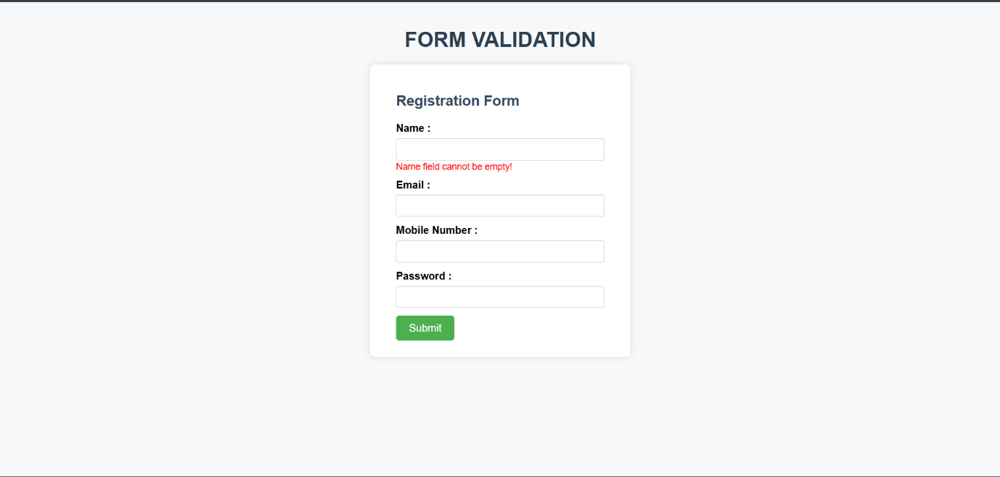 FORM VALIDATION
Registration Form
Name :
Name field cannot be empty!
Email :
Mobile Number :
Password :
Submit